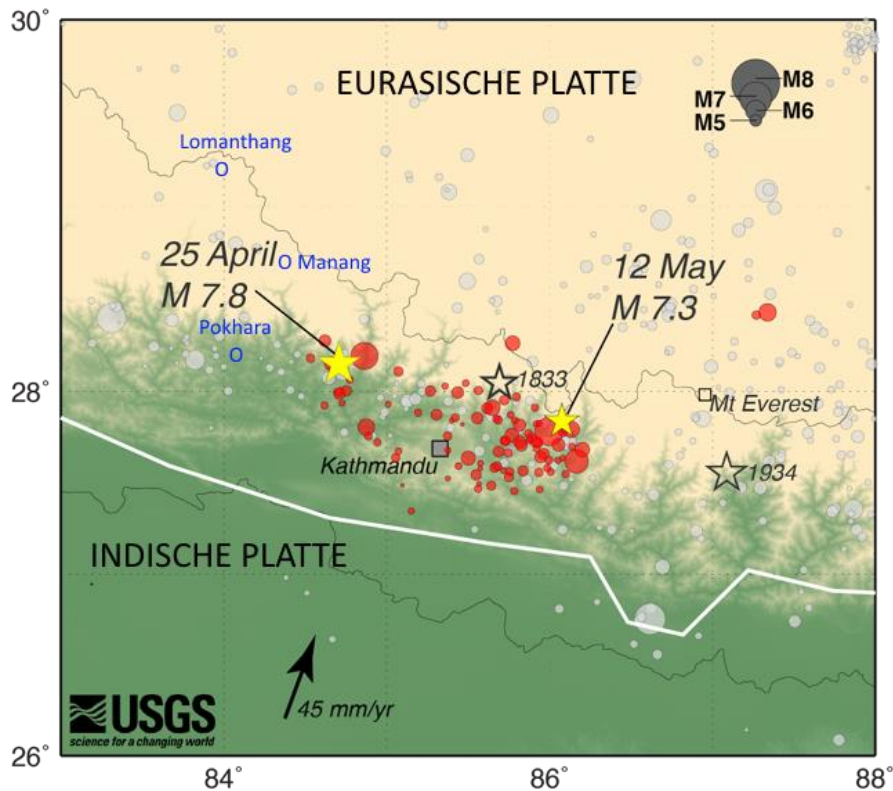 30°
EURASISCHE PLATTE
M8
M7
M6
M5
Lomanthang
O
25 April
M 7.8
O Manang
12 May
M 7.3
Pokhara
O
28°
1833
Mt Everest
Kathmandu
1934
INDISCHE PLATTE
45 mm/yr
USGS
science for a changing world
26°
84°
86°
88°